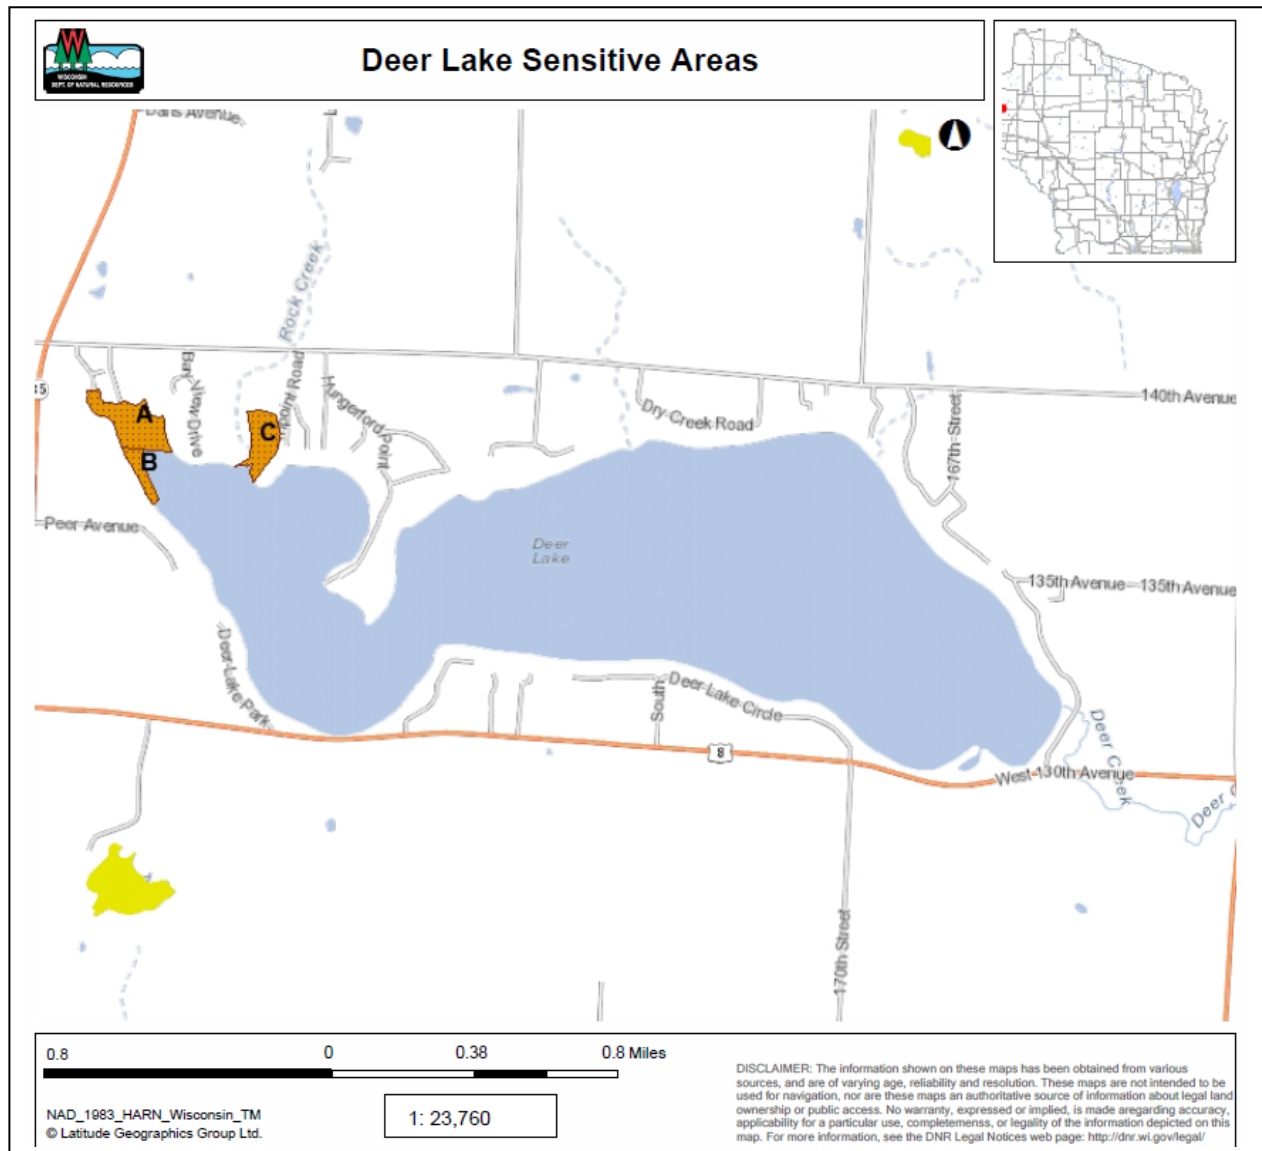 W
WISCONSIN
DEPT. OF NATURAL RESOURCES
Deer Lake Sensitive Areas
Rock Creek
140th Avenue
A
B
C
Bay View Drive
Hungerford Point
Dry Creek Road
167th Street
Peer Avenue
Deer
Lake
135th Avenue
135th Avenue
Deer Lake Park
South
Deer Lake Circle
8
Deer Creek
West 130th Avenue
Deer
170th Street
0.8
0
0.38
0.8 Miles
NAD_1983_HARN_Wisconsin_TM
© Latitude Geographics Group Ltd.
1: 23,760
DISCLAIMER: The information shown on these maps has been obtained from various
sources, and are of varying age, reliability and resolution. These maps are not intended to be
used for navigation, nor are these maps an authoritative source of information about legal land
ownership or public access. No warranty, expressed or implied, is made aregarding accuracy,
applicability for a particular use, completemenss, or legality of the information depicted on this
map. For more information, see the DNR Legal Notices web page: http://dnr.wi.gov/legal/